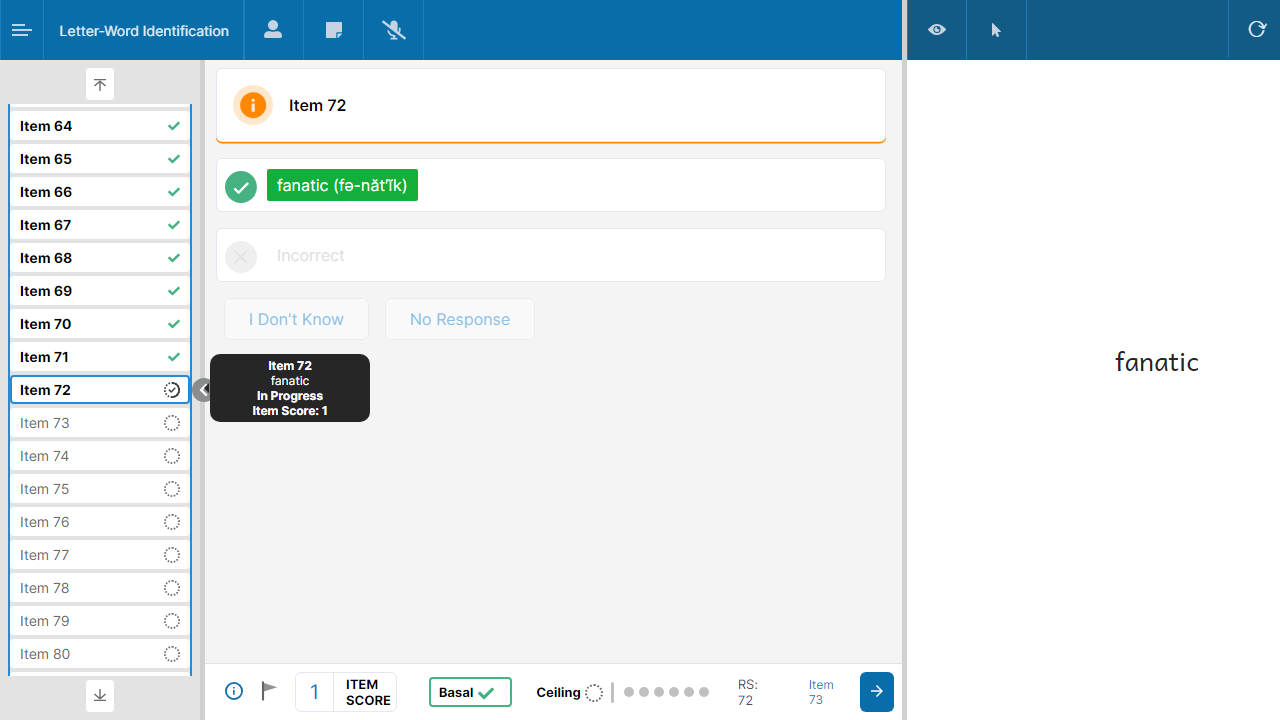 Letter-Word Identification
Item 64
Item 65
Item 66
Item 67
Item 68
Item 69
Item 70
Item 71
Item 72
Item 73
Item 74
Item 75
Item 76
Item 77
Item 78
Item 79
Item 80
Item 72
fanatic (fə-năt'ĭk)
Incorrect
I Don't Know
No Response
Item 72
fanatic
In Progress
Item Score: 1
1
ITEM
SCORE
Basal
Ceiling
RS:
72
Item
73
fanatic